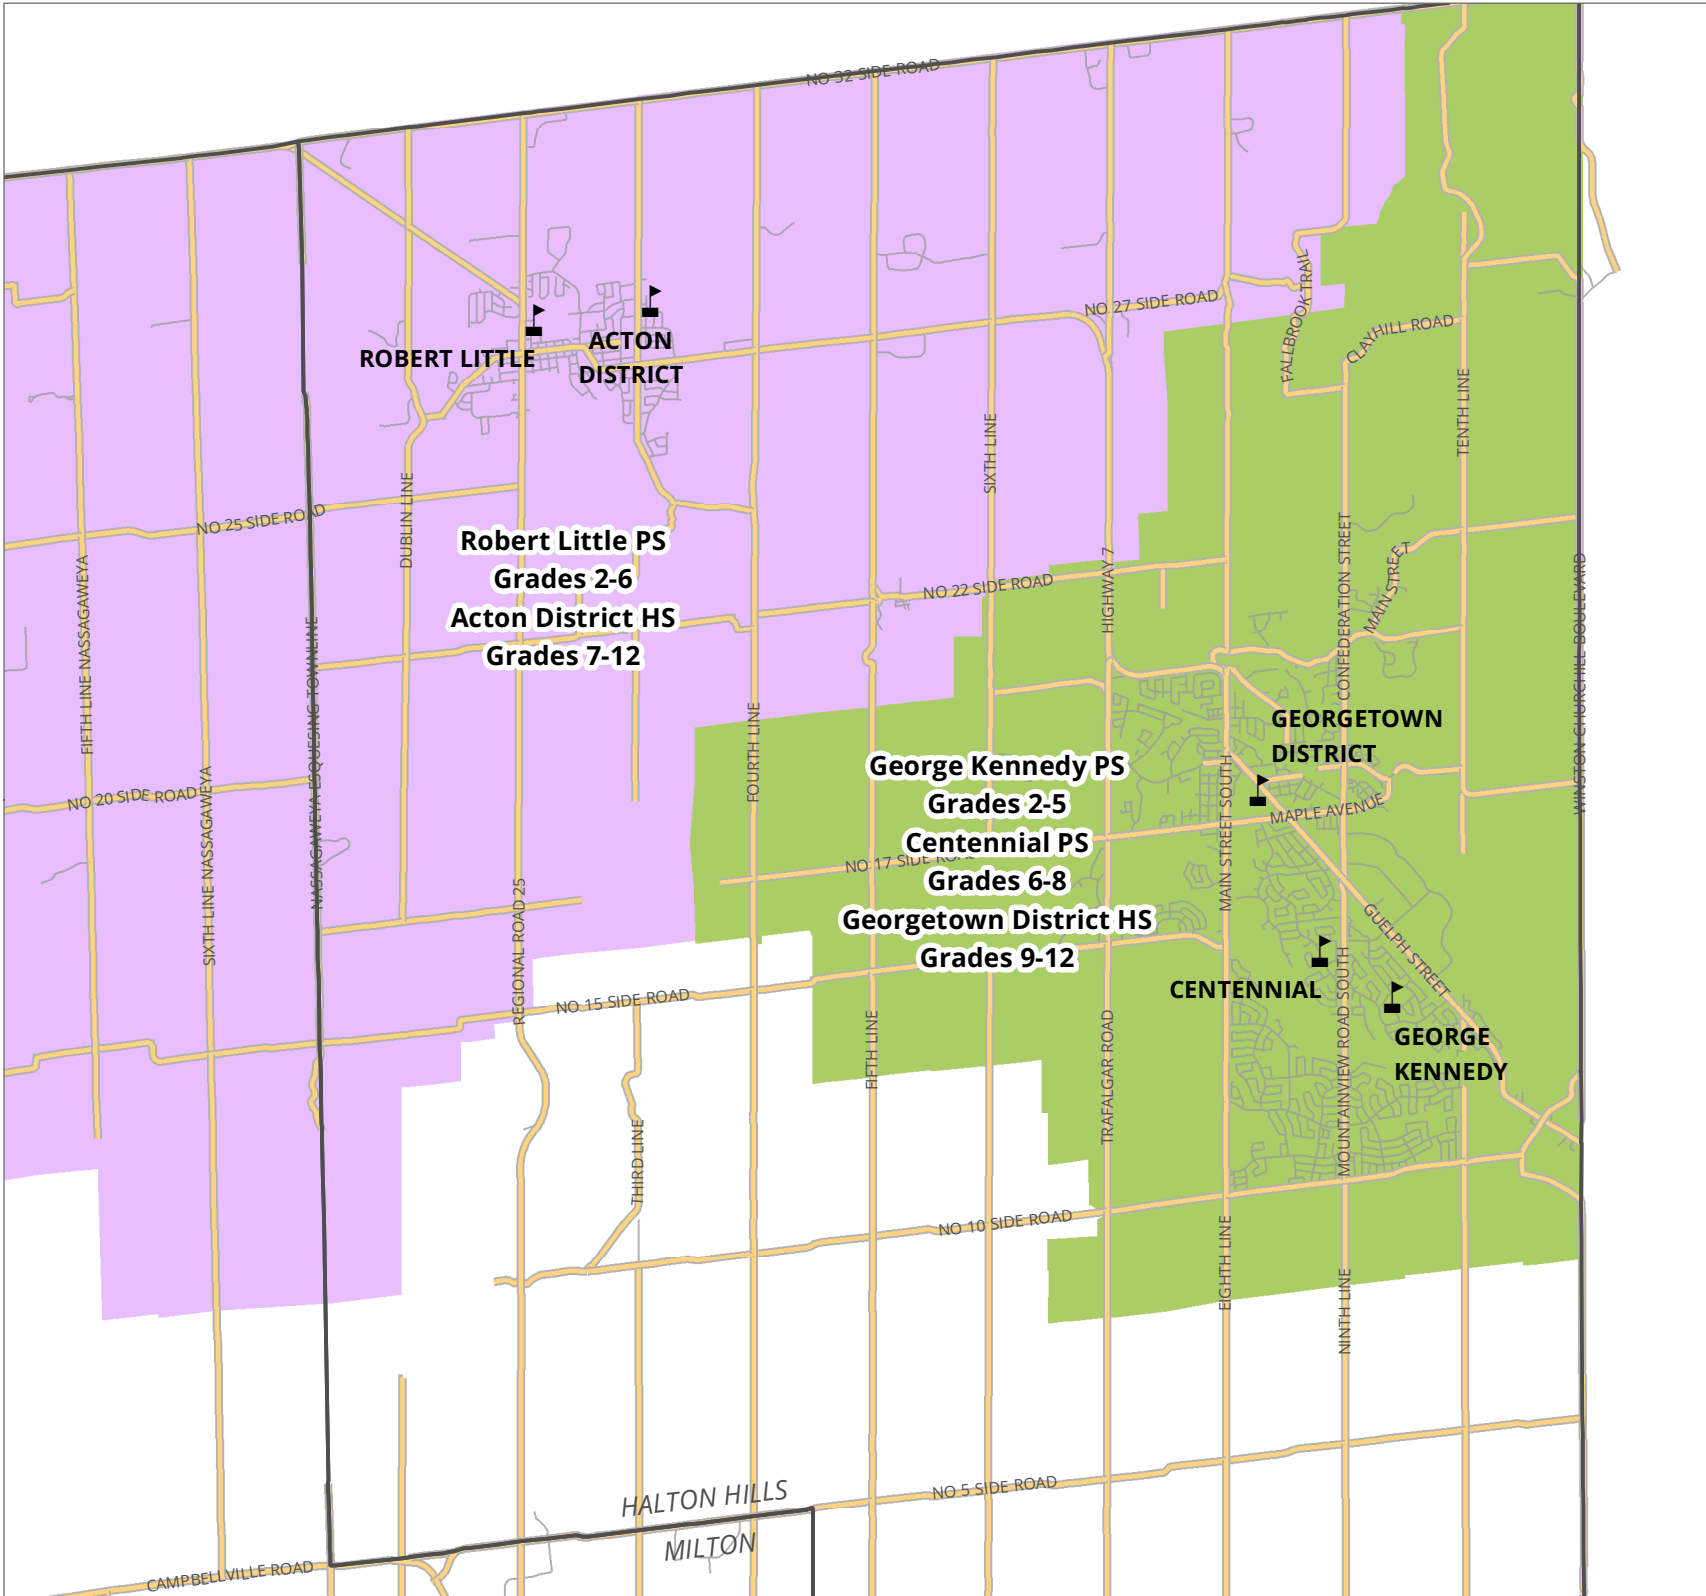 NO 32 SIDE ROAD
FALLBROOK TRAIL
NO 27 SIDE ROAD
CLAYHILL ROAD
ROBERT LITTLE
ACTON
DISTRICT
TENTH LINE
SIXTH LINE
DUBLIN LINE
NO 25 SIDE ROAD
Robert Little PS
Grades 2-6
Acton District HS
Grades 7-12
NO 22 SIDE ROAD
HIGHWAY 7
CONFEDERATION STREET
MAIN STREET
WINSTON CHURCHILL BOULEVARD
FIFTH LINE NASSAGAWEYA
NASSAGAWEYA ESQUESING TOWNLINE
GEORGETOWN
DISTRICT
FOURTH LINE
George Kennedy PS
Grades 2-5
Centennial PS
Grades 6-8
Georgetown District HS
Grades 9-12
NO 17 SIDE ROAD
MAIN STREET SOUTH
MAPLE AVENUE
NO 20 SIDE ROAD
SIXTH LINE NASSAGAWEYA
REGIONAL ROAD 25
GUELPH STREET
CENTENNIAL
MOUNTAINVIEW ROAD SOUTH
GEORGE
KENNEDY
NO 15 SIDE ROAD
FIFTH LINE
TRAFALGAR ROAD
THIRD LINE
NO 10 SIDE ROAD
EIGHTH LINE
NINTH LINE
NO 5 SIDE ROAD
HALTON HILLS
MILTON
CAMPBELLVILLE ROAD